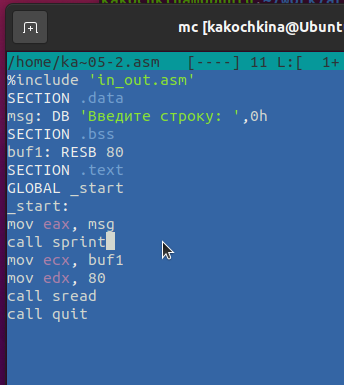 mc [kakochkina@Ubunt
/home/ka~05-2.asm [----] 11 L:[ 1+
%include 'in_out.asm'
SECTION .data
msg: DB 'Введите строку: ',0h
SECTION .bss
buf1: RESB 80
SECTION .text
GLOBAL _start
_start:
mov eax, msg
call sprint
mov ecx, buf1
mov edx, 80
call sread
call quit